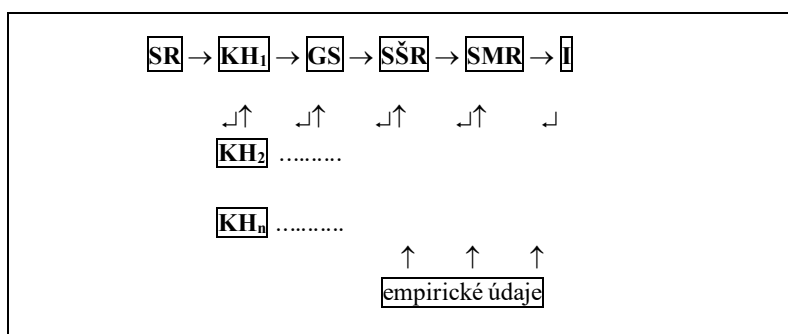 SR → KH₁ → GS → SŠR → SMR → I
↵↑ ↵↑ ↵↑ ↵↑ ↵
KH₂ ..........
KHₙ ...........
↑ ↑ ↑
empirické údaje